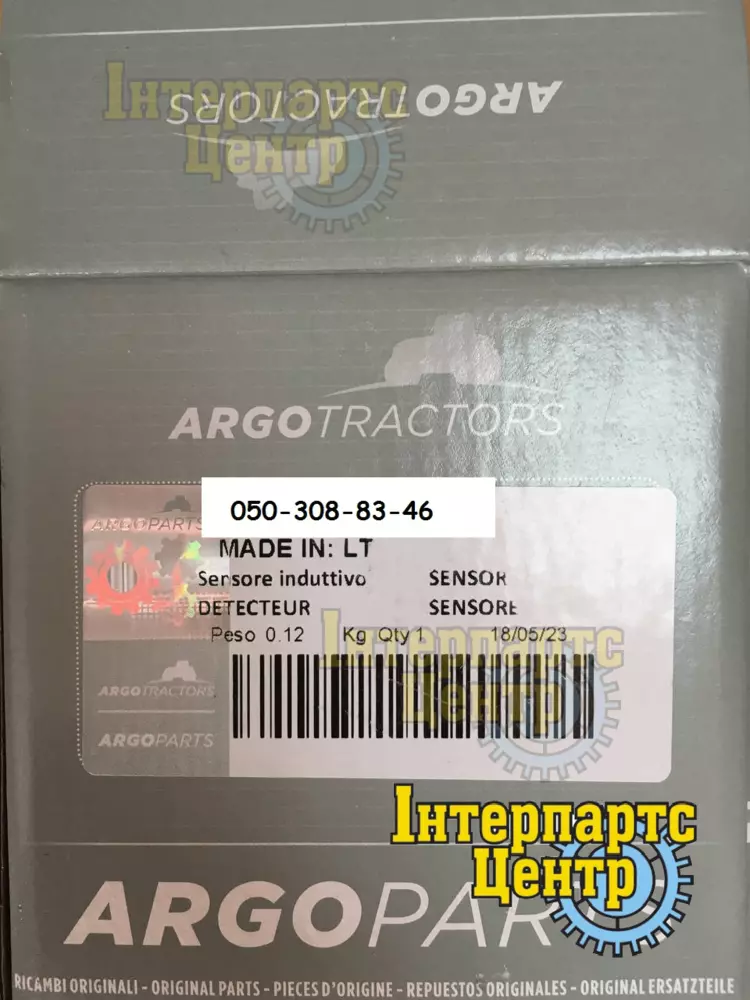 ARGOTRACTORS
Інтерпартс
Центр
ARGOTRACTORS
050-308-83-46
ARGOPARTS
MADE IN: LT
Sensore induttivo SENSOR
DETECTEUR SENSORE
Peso 0.12 Kg Qty 1 18/05/23
Інтерпартс
Центр
ARGOTRACTORS
ARGOPARTS
Інтерпартс
Центр
ARGOPARTS
RICAMBI ORIGINALI - ORIGINAL PARTS - PIECES D'ORIGINE - REPUESTOS ORIGINALES - ORIGINAL ERSATZTEILE